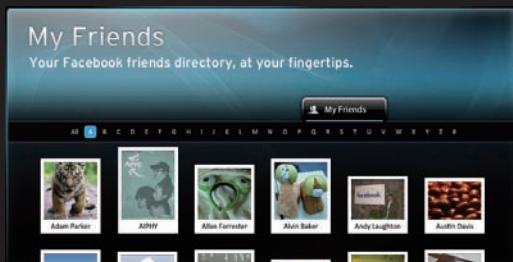 My Friends
Your Facebook friends directory, at your fingertips.
My Friends
All A B C D E F G H I J K L M N O P Q R S T U V W X Y Z #
facebook
Adam Parker AIPHY Allan Forrester Alvin Baker Andy Laughton Austin Davis